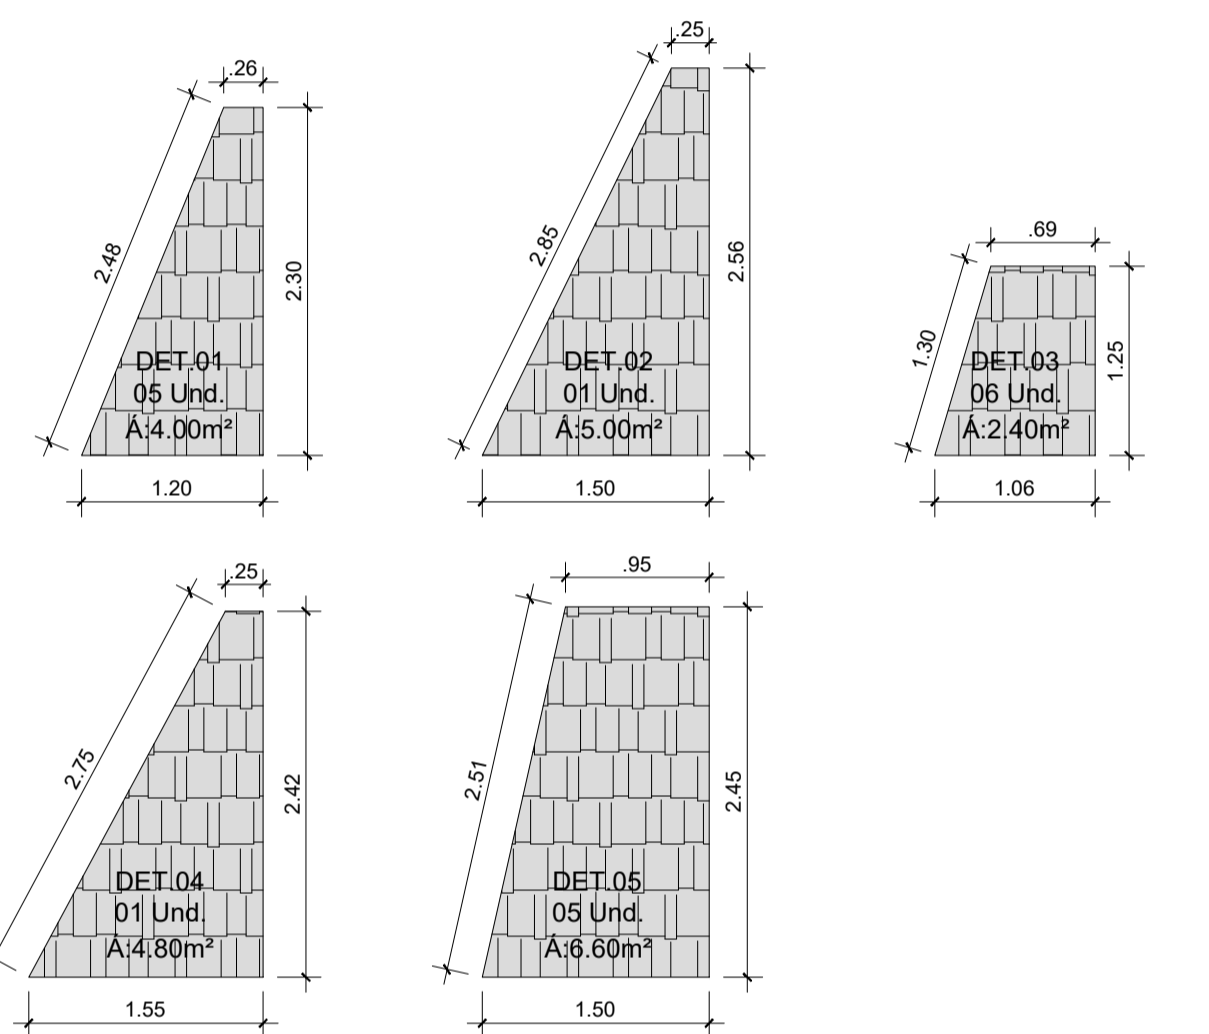 .26
2.48
2.30
DET.01
05 Und.
Á:4.00m²
1.20
.25
2.85
2.56
DET.02
01 Und.
Á:5.00m²
1.50
.69
1.30
1.25
DET.03
06 Und.
Á:2.40m²
1.06
.25
2.75
2.42
DET.04
01 Und.
Á:4.80m²
1.55
.95
2.51
2.45
DET.05
05 Und.
Á:6.60m²
1.50